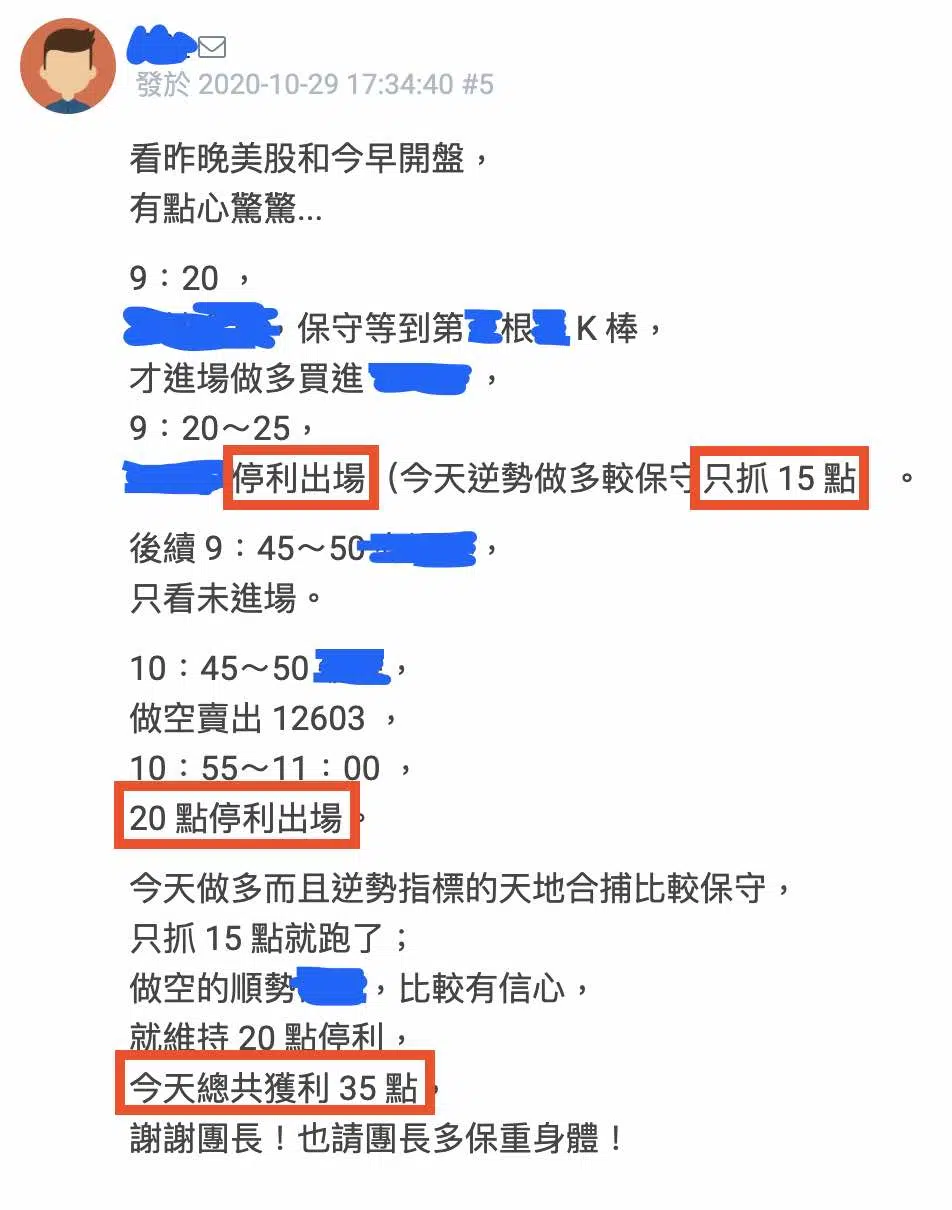 發於 2020-10-29 17:34:40 #5
看昨晚美股和今早開盤，
有點心驚驚...
9：20 ，
，保守等到第根 K 棒，
才進場做多買進 ，
9：20～25，
停利出場 (今天逆勢做多較保守只抓 15 點 。
後續 9：45～50 ，
只看未進場。
10：45～50 ，
做空賣出 12603 ，
10：55～11：00 ，
20 點停利出場。
今天做多而且逆勢指標的天地合捕比較保守，
只抓 15 點就跑了；
做空的順勢 ，比較有信心，
就維持 20 點停利，
今天總共獲利 35 點，
謝謝團長！也請團長多保重身體！